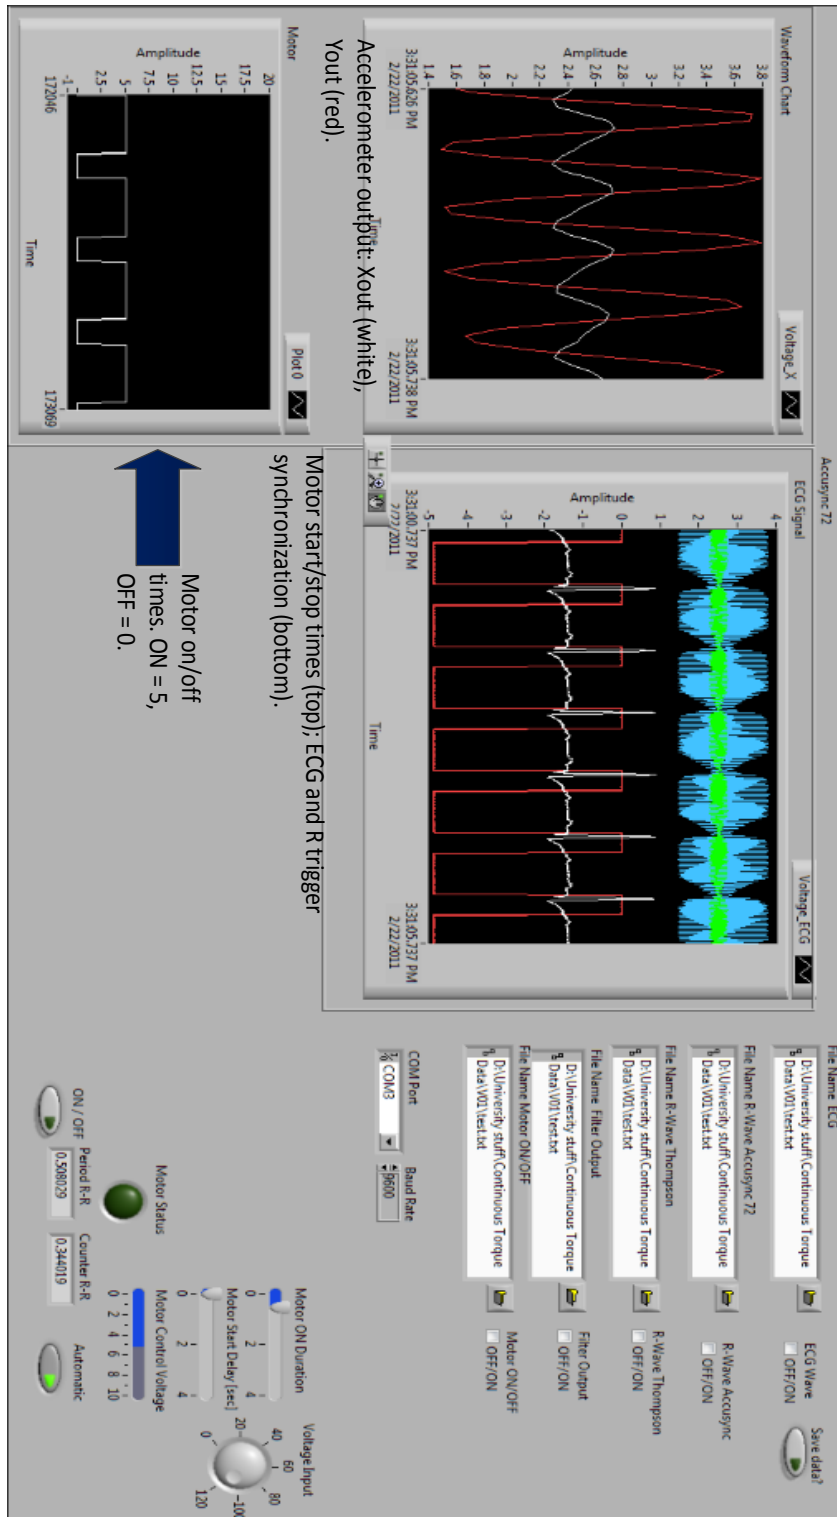 Waveform Chart
Voltage_X
Amplitude
3.8
3.6
3.4
3.2
3
2.8
2.6
2.4
2.2
2
1.8
1.6
1.4
3:31:05.626 PM
2/22/2011
3:31:05.738 PM
2/22/2011
Time
Accelerometer output: Xout (white),
Yout (red).
Motor
Plot 0
Amplitude
20
17.5
15
12.5
10
7.5
5
2.5
-1
172046
173069
Time
Accusync 72
ECG Signal
Voltage_ECG
Amplitude
4
3
2
1
0
-1
-2
-3
-4
-5
3:31:00.737 PM
2/22/2011
3:31:05.737 PM
2/22/2011
Time
Motor start/stop times (top); ECG and R trigger
synchronization (bottom).
Motor on/off
times. ON = 5,
OFF = 0.
File Name ECG
D:\University stuff\Continuous Torque
Data\V01\test.txt
ECG Wave
OFF/ON
Save data?
File Name R-Wave Accusync 72
D:\University stuff\Continuous Torque
Data\V01\test.txt
R-Wave Accusync
OFF/ON
File Name R-Wave Thompson
D:\University stuff\Continuous Torque
Data\V01\test.txt
R-Wave Thompson
OFF/ON
File Name Filter Output
D:\University stuff\Continuous Torque
Data\V01\test.txt
Filter Output
OFF/ON
File Name Motor ON/OFF
D:\University stuff\Continuous Torque
Data\V01\test.txt
Motor ON/OFF
OFF/ON
COM Port
COM3
Baud Rate
9600
Motor ON Duration
0 2 4
Motor Start Delay [sec]
0 2 4
Motor Control Voltage
0 2 4 6 8 10
Voltage Input
0 20 40 60 80 100 120
Motor Status
ON / OFF
Period R-R
0.508029
Counter R-R
0.344019
Automatic